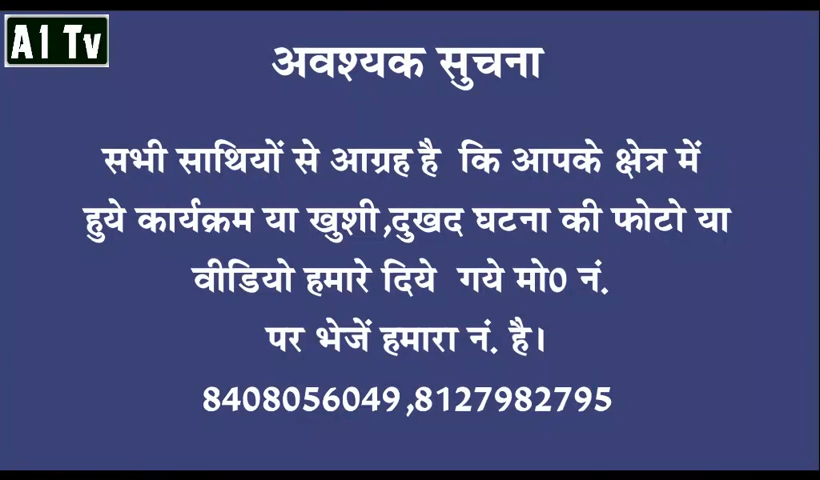 A1 Tv
अवश्यक सुचना
सभी साथियों से आग्रह है कि आपके क्षेत्र में
हुये कार्यक्रम या खुशी,दुखद घटना की फोटो या
वीडियो हमारे दिये गये मो0 नं.
पर भेजें हमारा नं. है।
8408056049,8127982795